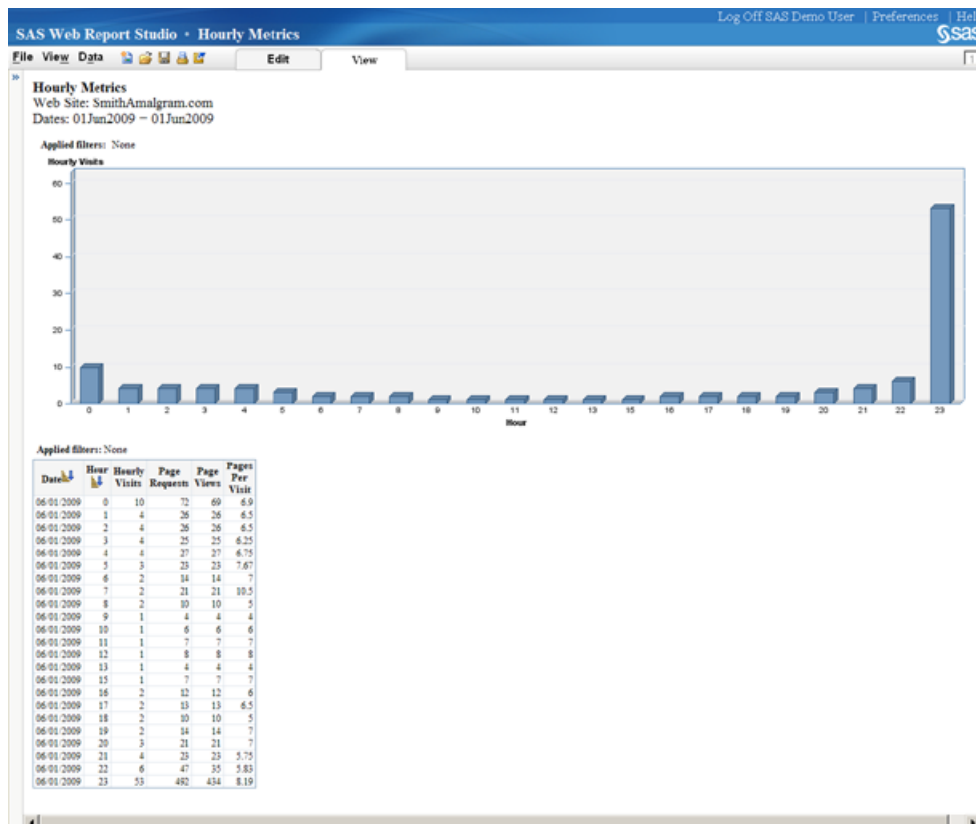 Log Off SAS Demo User | Preferences | Hel
SAS Web Report Studio • Hourly Metrics
sas
File View Data Edit View
Hourly Metrics
Web Site: SmithAmalgram.com
Dates: 01Jun2009 − 01Jun2009
Applied filters: None
Hourly Visits
60
50
40
30
20
10
0
0 1 2 3 4 5 6 7 8 9 10 11 12 13 15 16 17 18 19 20 21 22 23
Hour
Applied filters: None
Date Hour Hourly Visits Page Requests Page Views Pages Per Visit
06/01/2009 0 10 72 69 6.9
06/01/2009 1 4 26 26 6.5
06/01/2009 2 4 26 26 6.5
06/01/2009 3 4 25 25 6.25
06/01/2009 4 4 27 27 6.75
06/01/2009 5 3 23 23 7.67
06/01/2009 6 2 14 14 7
06/01/2009 7 2 21 21 10.5
06/01/2009 8 2 10 10 5
06/01/2009 9 1 4 4 4
06/01/2009 10 1 6 6 6
06/01/2009 11 1 7 7 7
06/01/2009 12 1 8 8 8
06/01/2009 13 1 4 4 4
06/01/2009 15 1 7 7 7
06/01/2009 16 2 12 12 6
06/01/2009 17 2 13 13 6.5
06/01/2009 18 2 10 10 5
06/01/2009 19 2 14 14 7
06/01/2009 20 3 21 21 7
06/01/2009 21 4 23 23 5.75
06/01/2009 22 6 47 35 5.83
06/01/2009 23 53 492 434 8.19